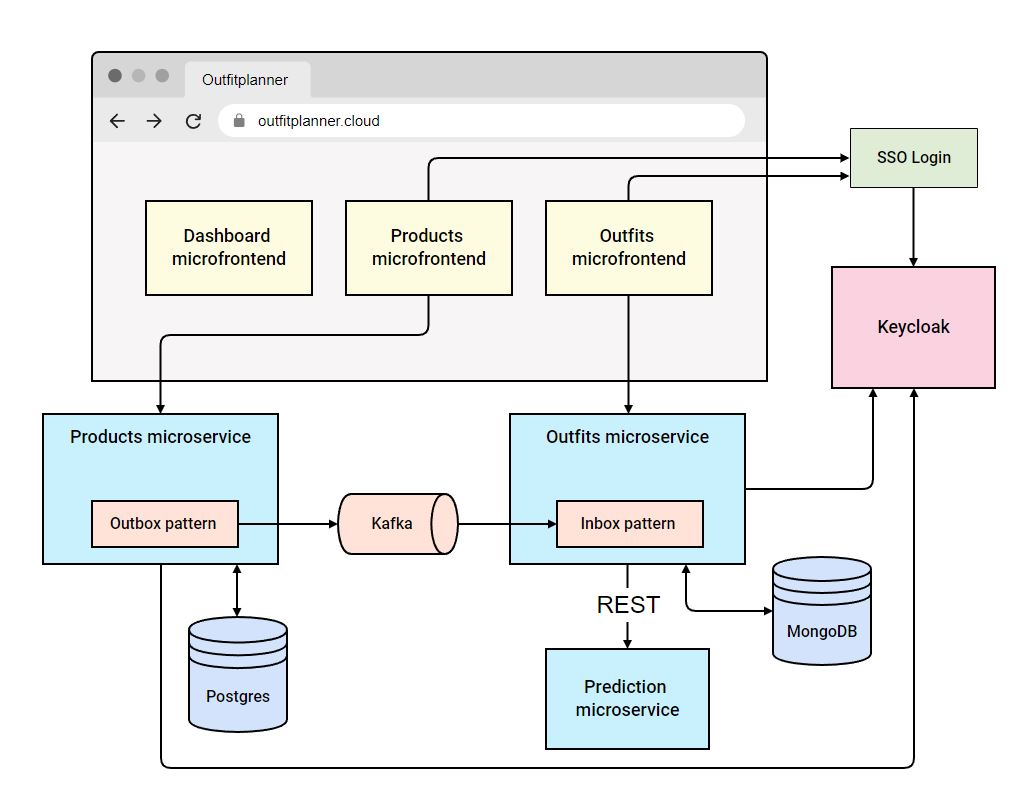 Outfitplanner
outfitplanner.cloud
SSO Login
Dashboard
microfrontend
Products
microfrontend
Outfits
microfrontend
Keycloak
Products microservice
Outfits microservice
Outbox pattern
Kafka
Inbox pattern
REST
MongoDB
Postgres
Prediction
microservice